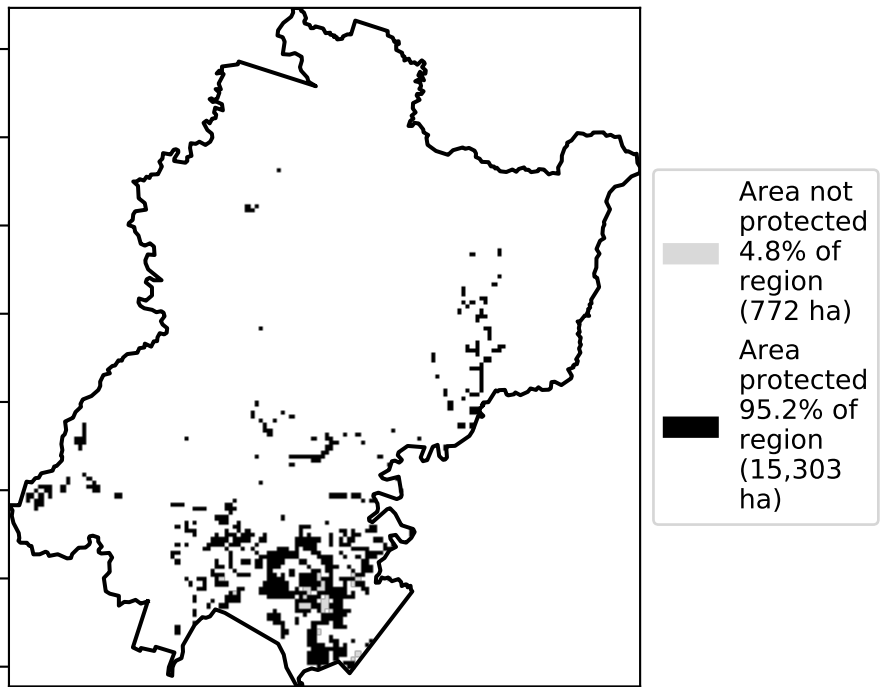 Area not
protected
4.8% of
region
(772 ha)
Area
protected
95.2% of
region
(15,303
ha)